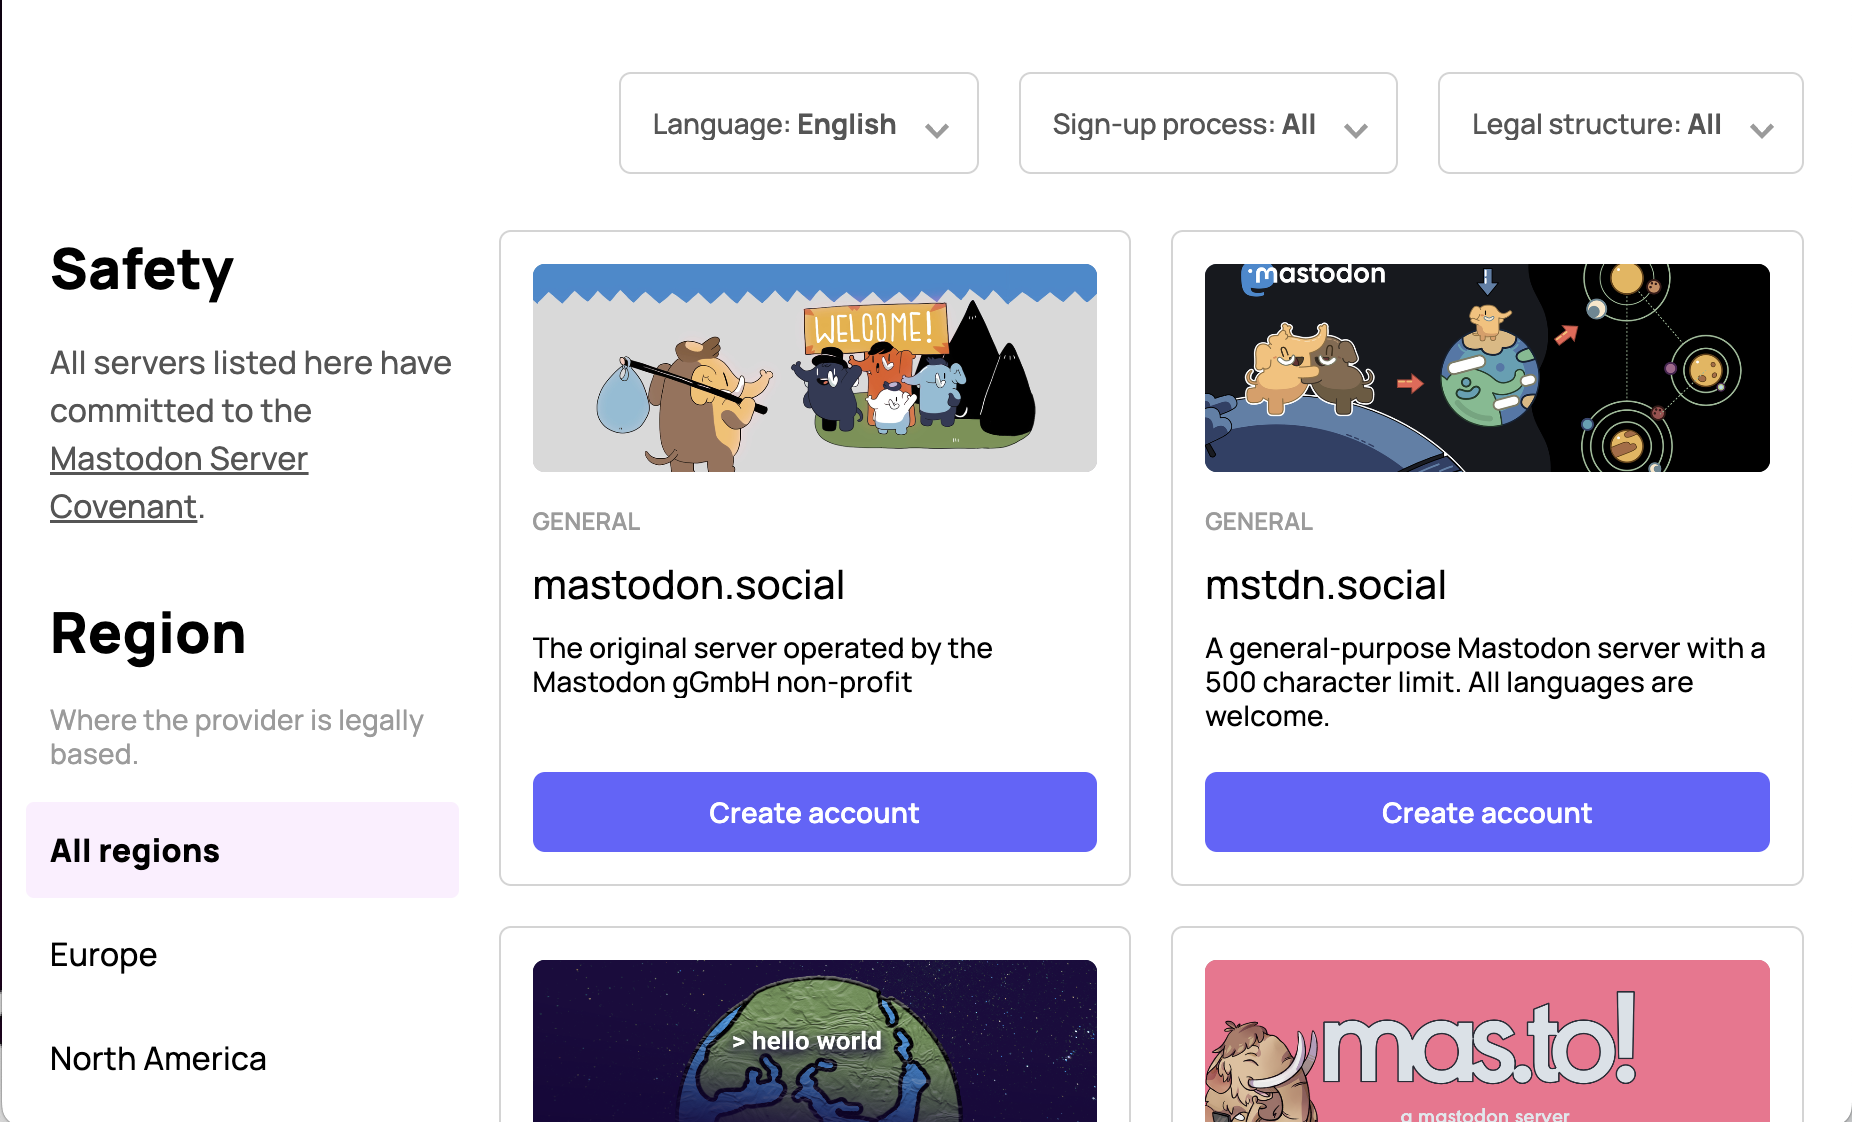 Language: English
Sign-up process: All
Legal structure: All
Safety
All servers listed here have
committed to the
Mastodon Server
Covenant.
Region
Where the provider is legally
based.
All regions
Europe
North America
WELCOME!
GENERAL
mastodon.social
The original server operated by the
Mastodon gGmbH non-profit
Create account
mastodon
GENERAL
mstdn.social
A general-purpose Mastodon server with a
500 character limit. All languages are
welcome.
Create account
> hello world
mas.to!
a mastodon server